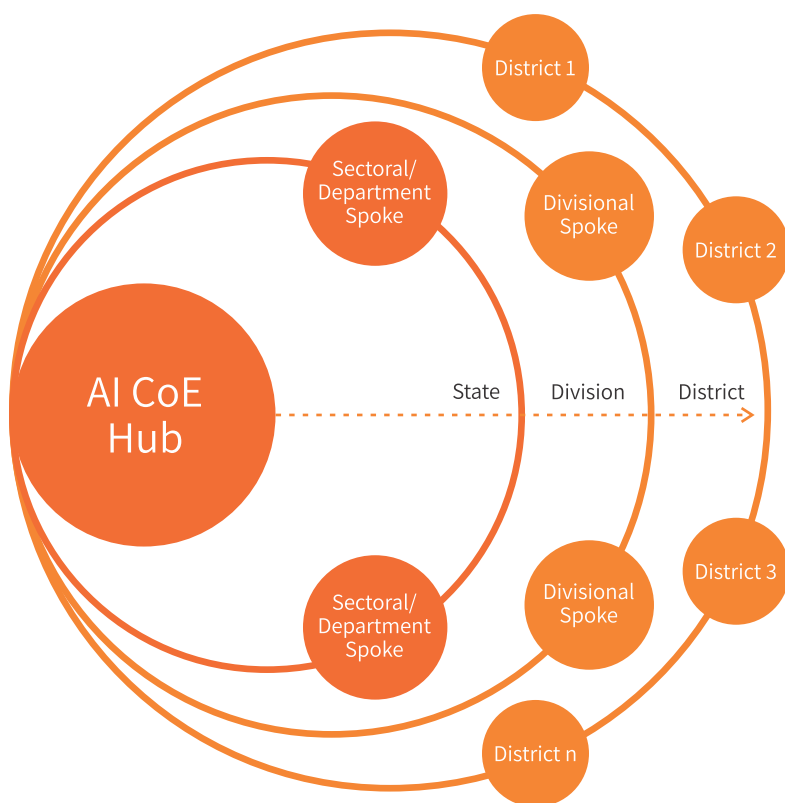 District 1
Sectoral/
Department
Spoke
Divisional
Spoke
District 2
AI CoE
Hub
State
Division
District
Sectoral/
Department
Spoke
Divisional
Spoke
District 3
District n